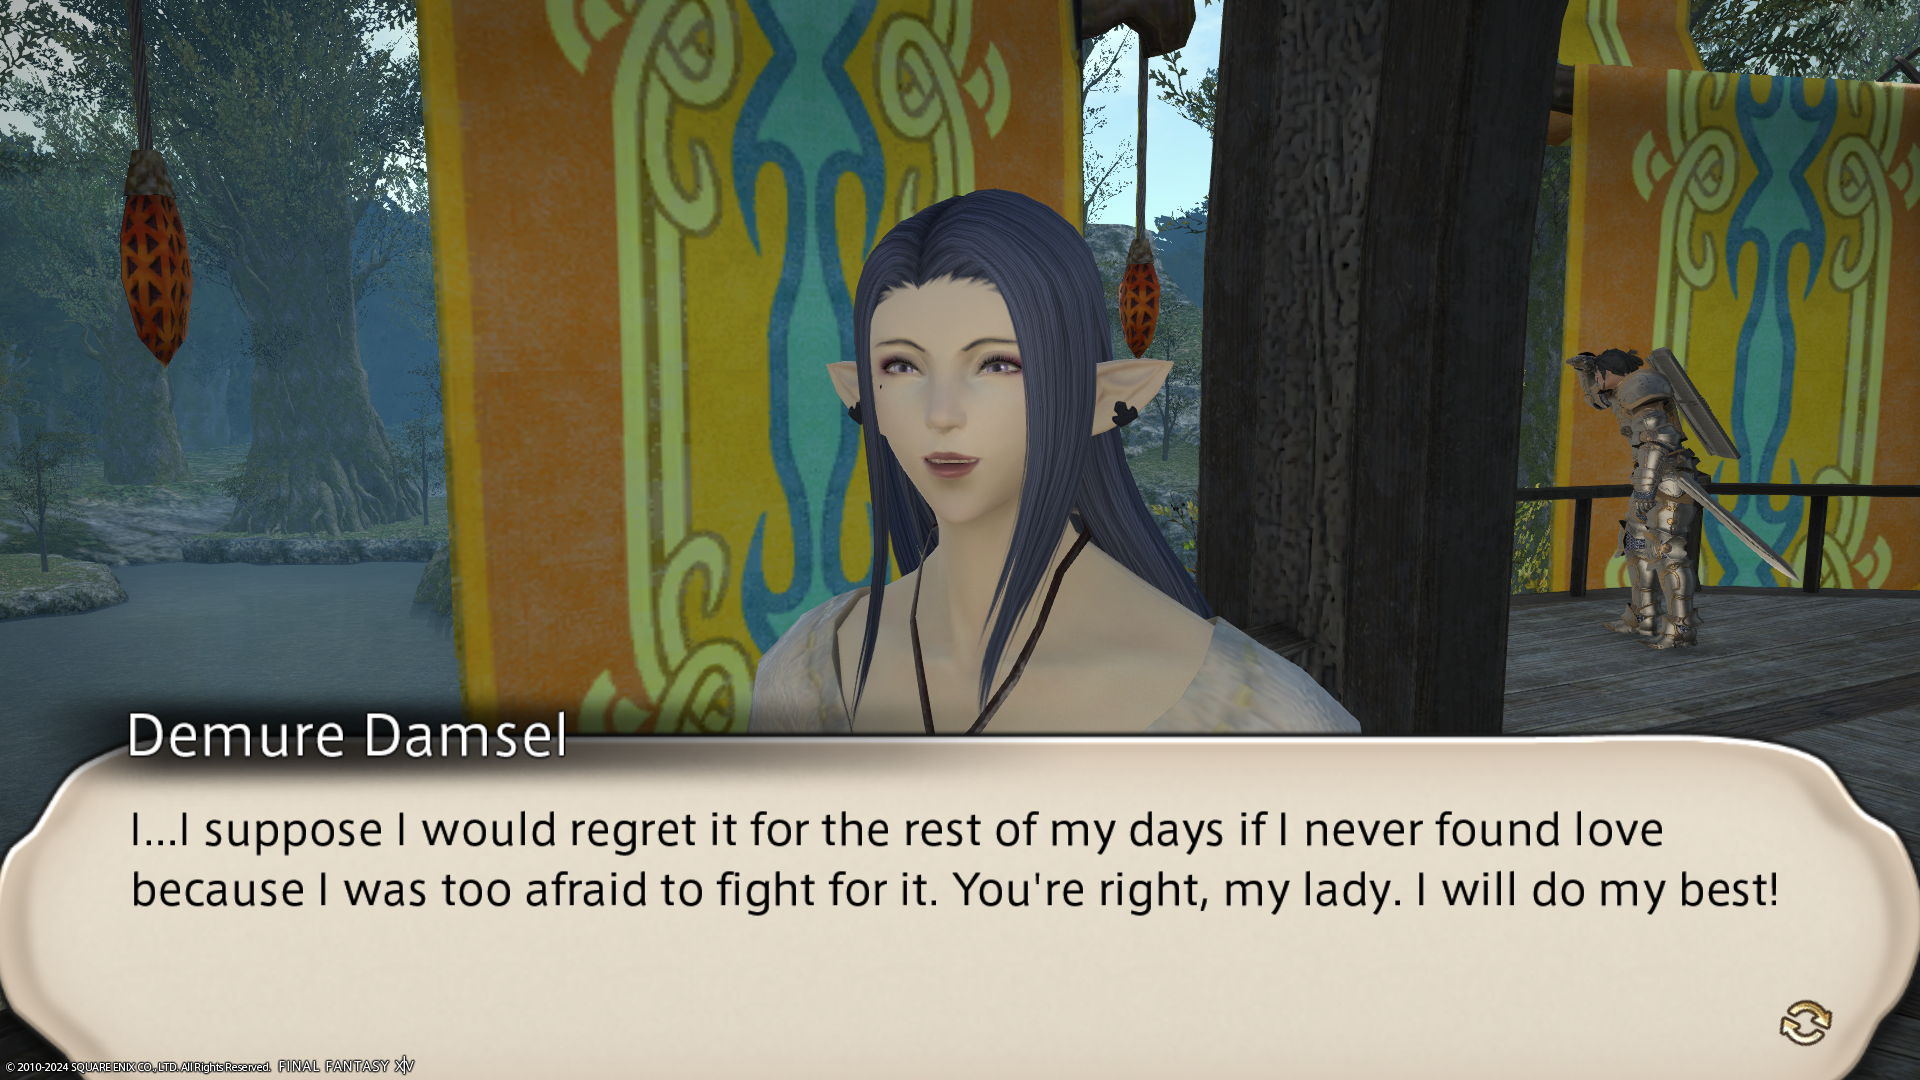 Demure Damsel
I...I suppose I would regret it for the rest of my days if I never found love
because I was too afraid to fight for it. You're right, my lady. I will do my best!
© 2010-2024 SQUARE ENIX CO., LTD. All Rights Reserved. FINAL FANTASY XIV